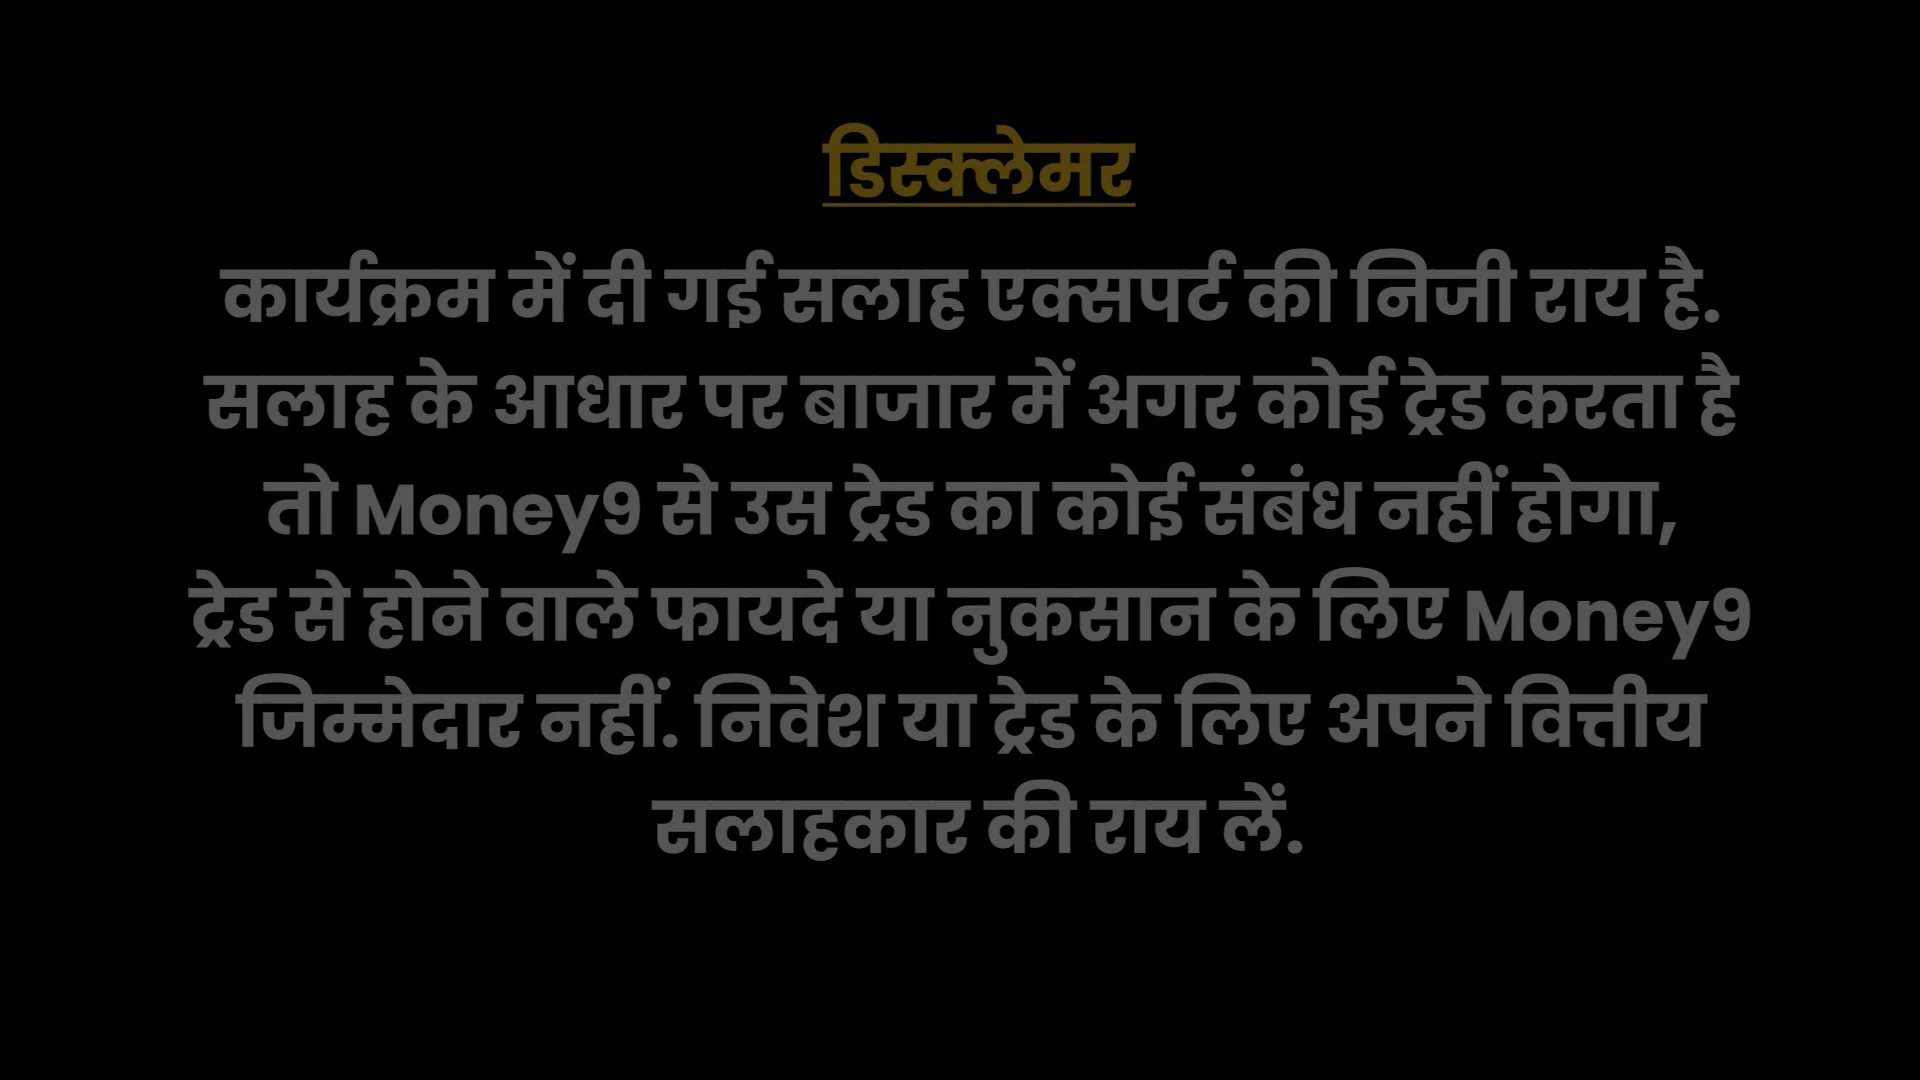 डिस्क्लेमर
कार्यक्रम में दी गई सलाह एक्सपर्ट की निजी राय है.
सलाह के आधार पर बाजार में अगर कोई ट्रेड करता है
तो Money9 से उस ट्रेड का कोई संबंध नहीं होगा,
ट्रेड से होने वाले फायदे या नुकसान के लिए Money9
जिम्मेदार नहीं. निवेश या ट्रेड के लिए अपने वित्तीय
सलाहकार की राय लें.